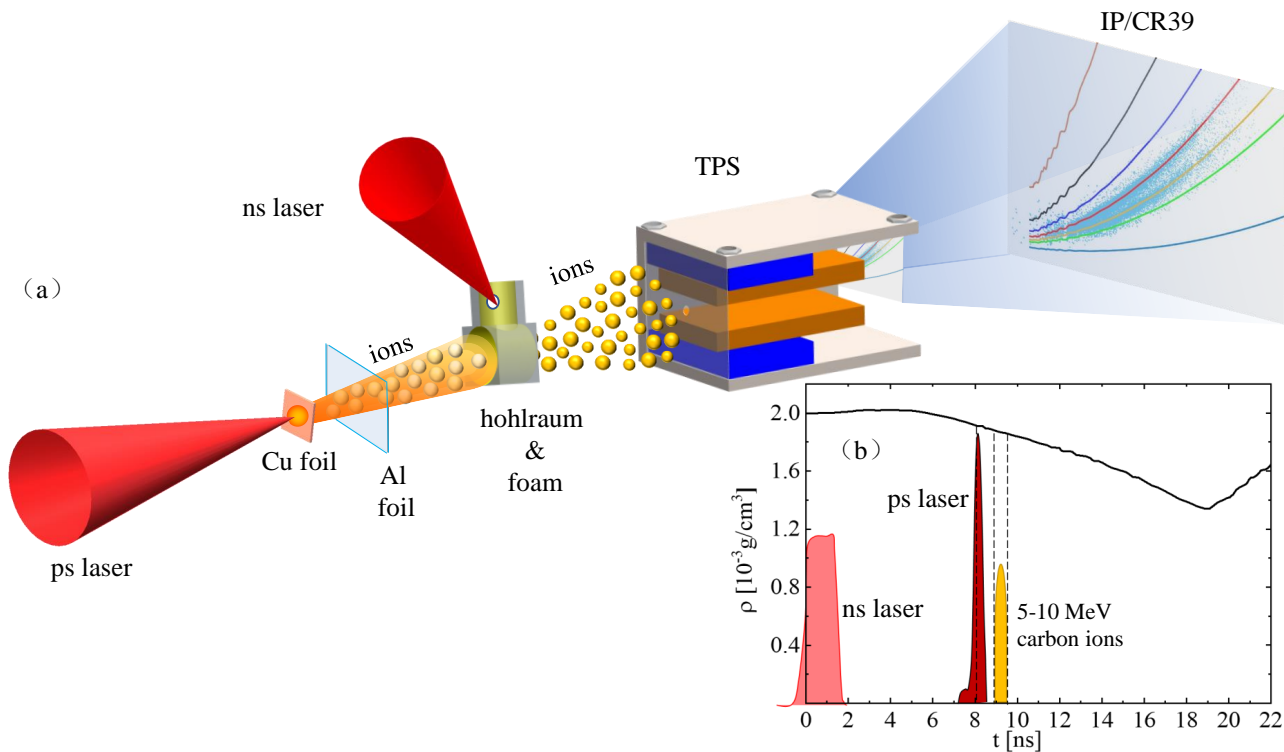 IP/CR39
TPS
ns laser
ions
(a)
ions
hohlraum
&
foam
Cu foil
Al
foil
ps laser
(b)
2.0
1.6
1.2
0.8
0.4
ρ [10⁻³g/cm³]
ps laser
ns laser
5-10 MeV
carbon ions
0 2 4 6 8 10 12 14 16 18 20 22
t [ns]